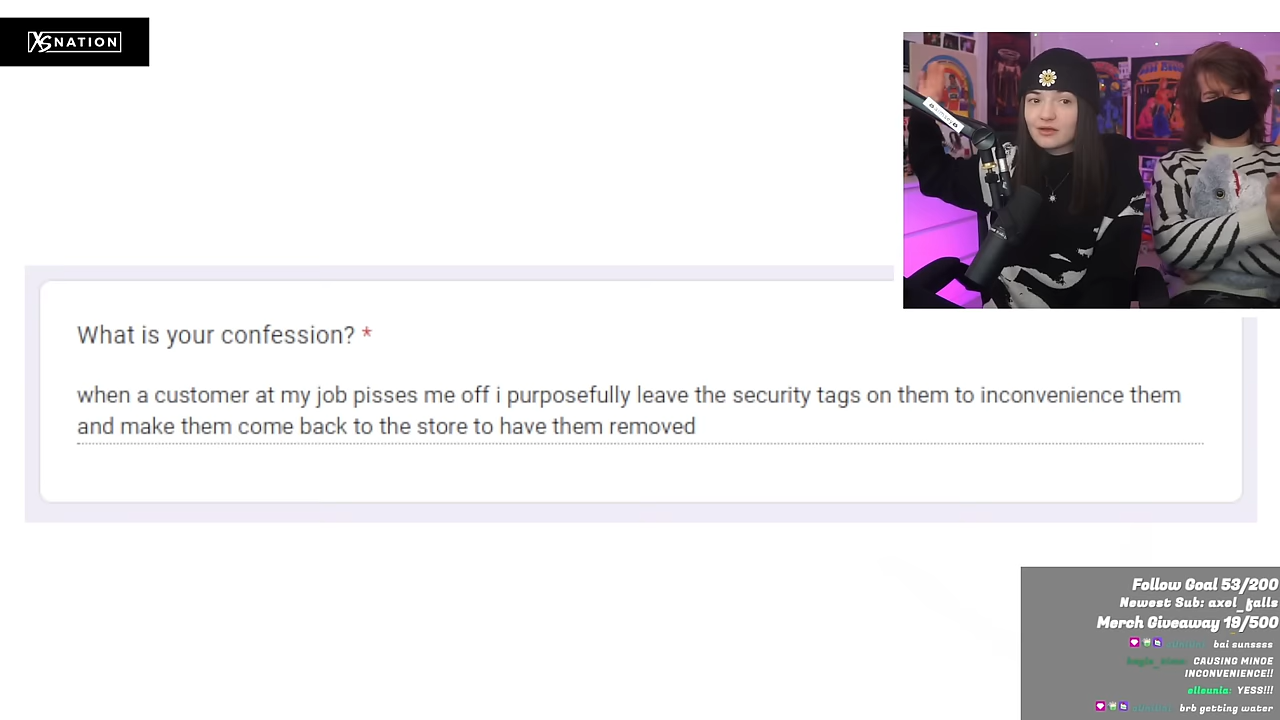 XS NATION
What is your confession? *
when a customer at my job pisses me off i purposefully leave the security tags on them to inconvenience them
and make them come back to the store to have them removed
Follow Goal 53/200
Newest Sub: axel_falls
Merch Giveaway 19/500
bai sunssss
CAUSING MINOE
INCONVENIENCE!!
elleunia: YESS!!!
brb getting water